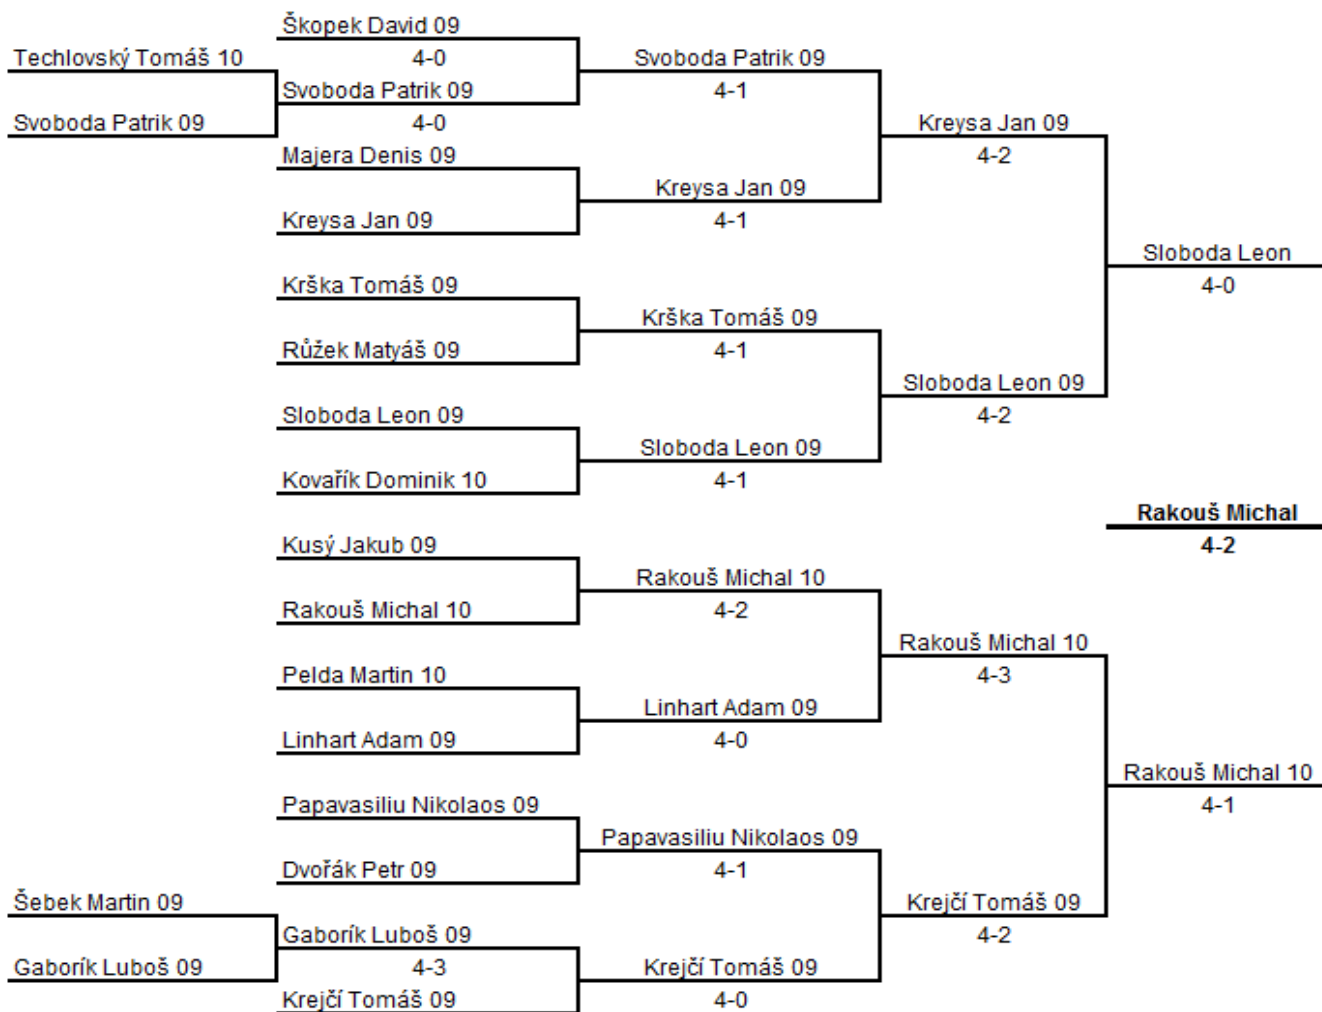 Škopek David 09
Techlovský Tomáš 10
4-0
Svoboda Patrik 09
Svoboda Patrik 09
4-1
Svoboda Patrik 09
4-0
Kreysa Jan 09
4-2
Majera Denis 09
Kreysa Jan 09
4-1
Kreysa Jan 09
Sloboda Leon
4-0
Krška Tomáš 09
Krška Tomáš 09
4-1
Růžek Matyáš 09
Sloboda Leon 09
4-2
Sloboda Leon 09
Sloboda Leon 09
4-1
Kovařík Dominik 10
Rakouš Michal
4-2
Kusý Jakub 09
Rakouš Michal 10
4-2
Rakouš Michal 10
Rakouš Michal 10
4-3
Pelda Martin 10
Linhart Adam 09
4-0
Linhart Adam 09
Rakouš Michal 10
4-1
Papavasiliu Nikolaos 09
Papavasiliu Nikolaos 09
4-1
Dvořák Petr 09
Šebek Martin 09
Krejčí Tomáš 09
4-2
Gaborík Luboš 09
4-3
Gaborík Luboš 09
Krejčí Tomáš 09
4-0
Krejčí Tomáš 09